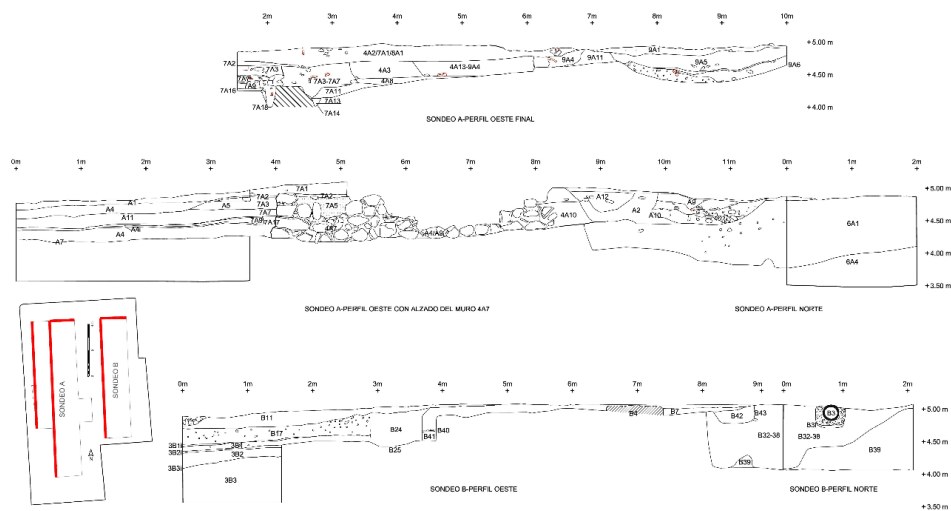 2m 3m 4m 5m 6m 7m 8m 9m 10m
+5.00 m
4A2/7A1/8A1
9A1
7A2
7A3
4A3
4A13-9A4
9A4
9A11
9A5
9A6
+4.50 m
7A3-7A7
4A8
7A16
7A11
7A13
7A18
7A14
+4.00 m
SONDEO A-PERFIL OESTE FINAL
0m 1m 2m 3m 4m 5m 6m 7m 8m 9m 10m 11m 0m 1m 2m
+5.00 m
7A1
A1
7A2
7A2
A12
A4
A5
7A3
7A5
4A10
A2
A10
A11
7A7
7A17
+4.50 m
6A1
4A7
A4
A7
+4.00 m
6A4
+3.50 m
SONDEO A-PERFIL OESTE CON ALZADO DEL MURO 4A7
SONDEO A-PERFIL NORTE
SONDEO A
SONDEO B
N
0m 1m 2m 3m 4m 5m 6m 7m 8m 9m 0m 1m 2m
+5.00 m
B11
B4
B7
B42
B43
B3
B17
B24
B40
B41
B32-38
B32-38
+4.50 m
3B1
3B1
3B2
3B2
B25
B39
B39
3B3
+4.00 m
3B3
SONDEO B-PERFIL OESTE
SONDEO B-PERFIL NORTE
+3.50 m